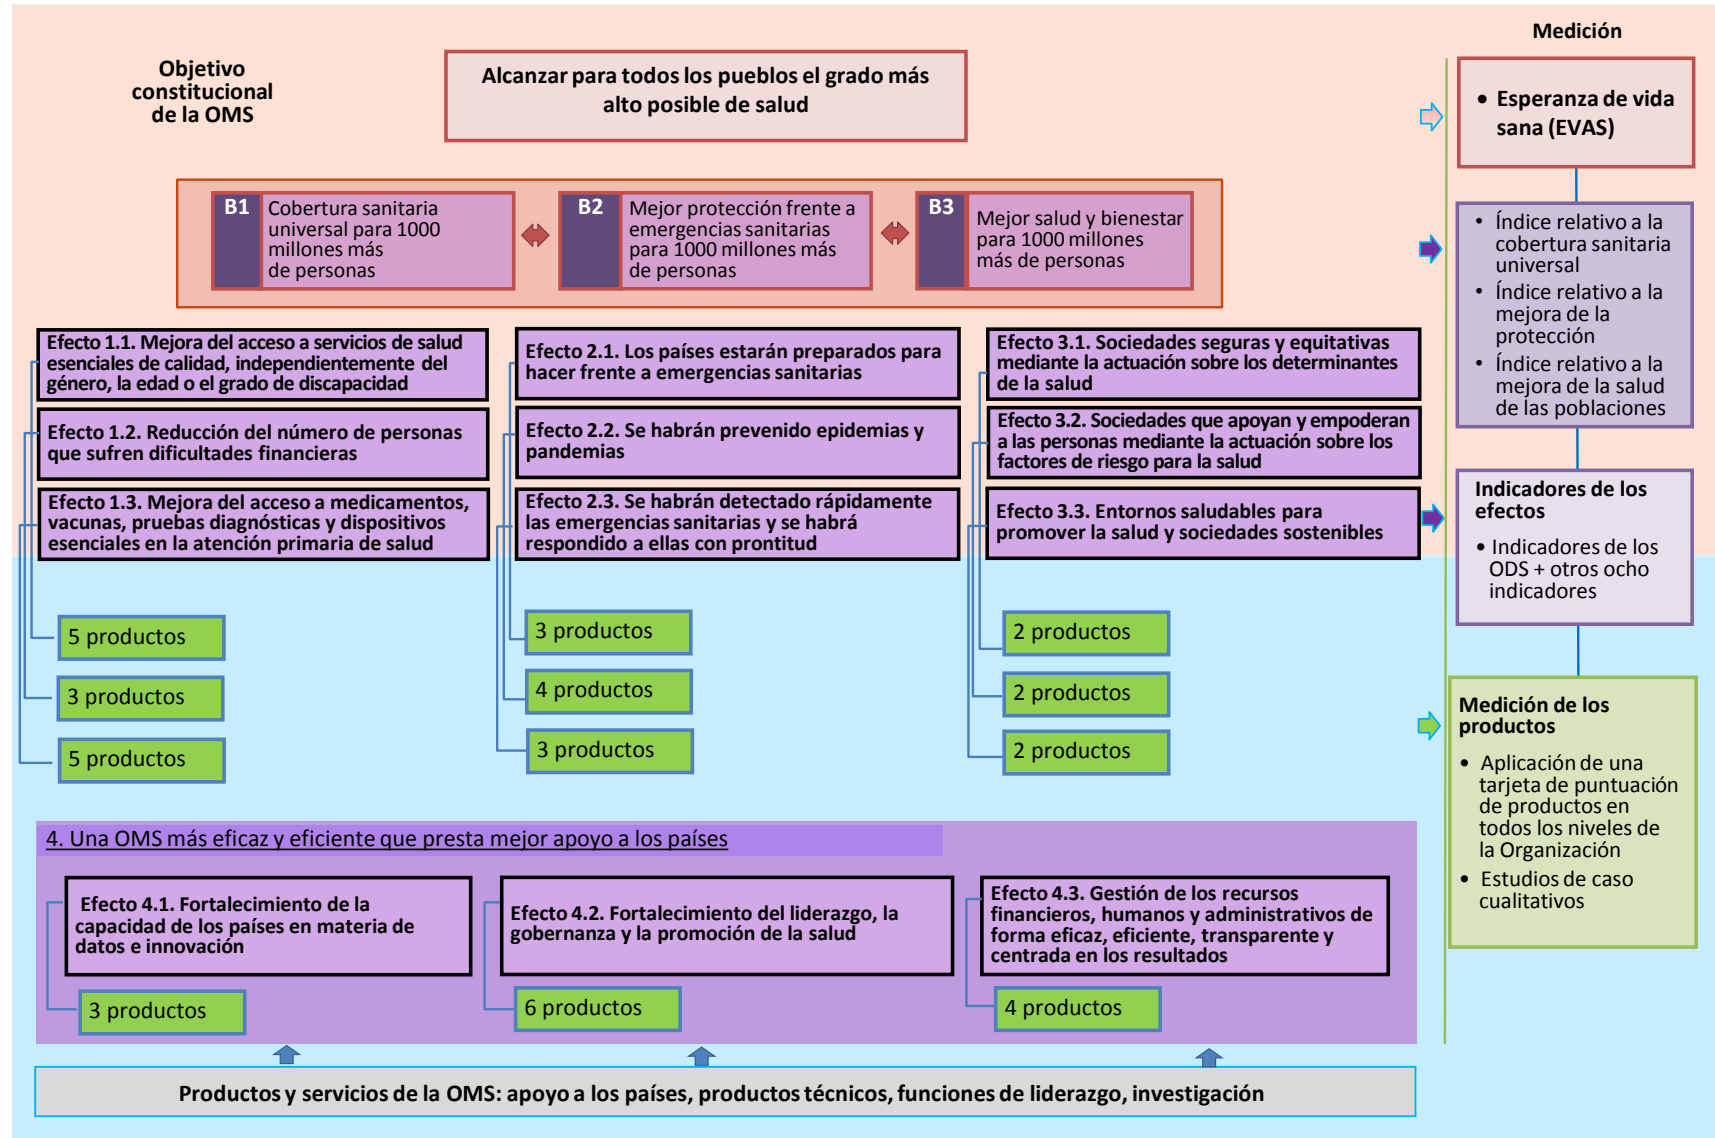 Medición
Objetivo
constitucional
de la OMS
Alcanzar para todos los pueblos el grado más
alto posible de salud
• Esperanza de vida
sana (EVAS)
B1
Cobertura sanitaria
universal para 1000
millones más
de personas
B2
Mejor protección frente a
emergencias sanitarias
para 1000 millones más
de personas
B3
Mejor salud y bienestar
para 1000 millones
más de personas
• Índice relativo a la
cobertura sanitaria
universal
• Índice relativo a la
mejora de la
protección
• Índice relativo a la
mejora de la salud
de las poblaciones
Efecto 1.1. Mejora del acceso a servicios de salud
esenciales de calidad, independientemente del
género, la edad o el grado de discapacidad
Efecto 1.2. Reducción del número de personas
que sufren dificultades financieras
Efecto 1.3. Mejora del acceso a medicamentos,
vacunas, pruebas diagnósticas y dispositivos
esenciales en la atención primaria de salud
Efecto 2.1. Los países estarán preparados para
hacer frente a emergencias sanitarias
Efecto 2.2. Se habrán prevenido epidemias y
pandemias
Efecto 2.3. Se habrán detectado rápidamente
las emergencias sanitarias y se habrá
respondido a ellas con prontitud
Efecto 3.1. Sociedades seguras y equitativas
mediante la actuación sobre los determinantes
de la salud
Efecto 3.2. Sociedades que apoyan y empoderan
a las personas mediante la actuación sobre los
factores de riesgo para la salud
Efecto 3.3. Entornos saludables para
promover la salud y sociedades sostenibles
Indicadores de los
efectos
• Indicadores de los
ODS + otros ocho
indicadores
5 productos
3 productos
5 productos
3 productos
4 productos
3 productos
2 productos
2 productos
2 productos
Medición de los
productos
• Aplicación de una
tarjeta de puntuación
de productos en
todos los niveles de
la Organización
• Estudios de caso
cualitativos
4. Una OMS más eficaz y eficiente que presta mejor apoyo a los países
Efecto 4.1. Fortalecimiento de la
capacidad de los países en materia de
datos e innovación
3 productos
Efecto 4.2. Fortalecimiento del liderazgo, la
gobernanza y la promoción de la salud
6 productos
Efecto 4.3. Gestión de los recursos
financieros, humanos y administrativos de
forma eficaz, eficiente, transparente y
centrada en los resultados
4 productos
Productos y servicios de la OMS: apoyo a los países, productos técnicos, funciones de liderazgo, investigación